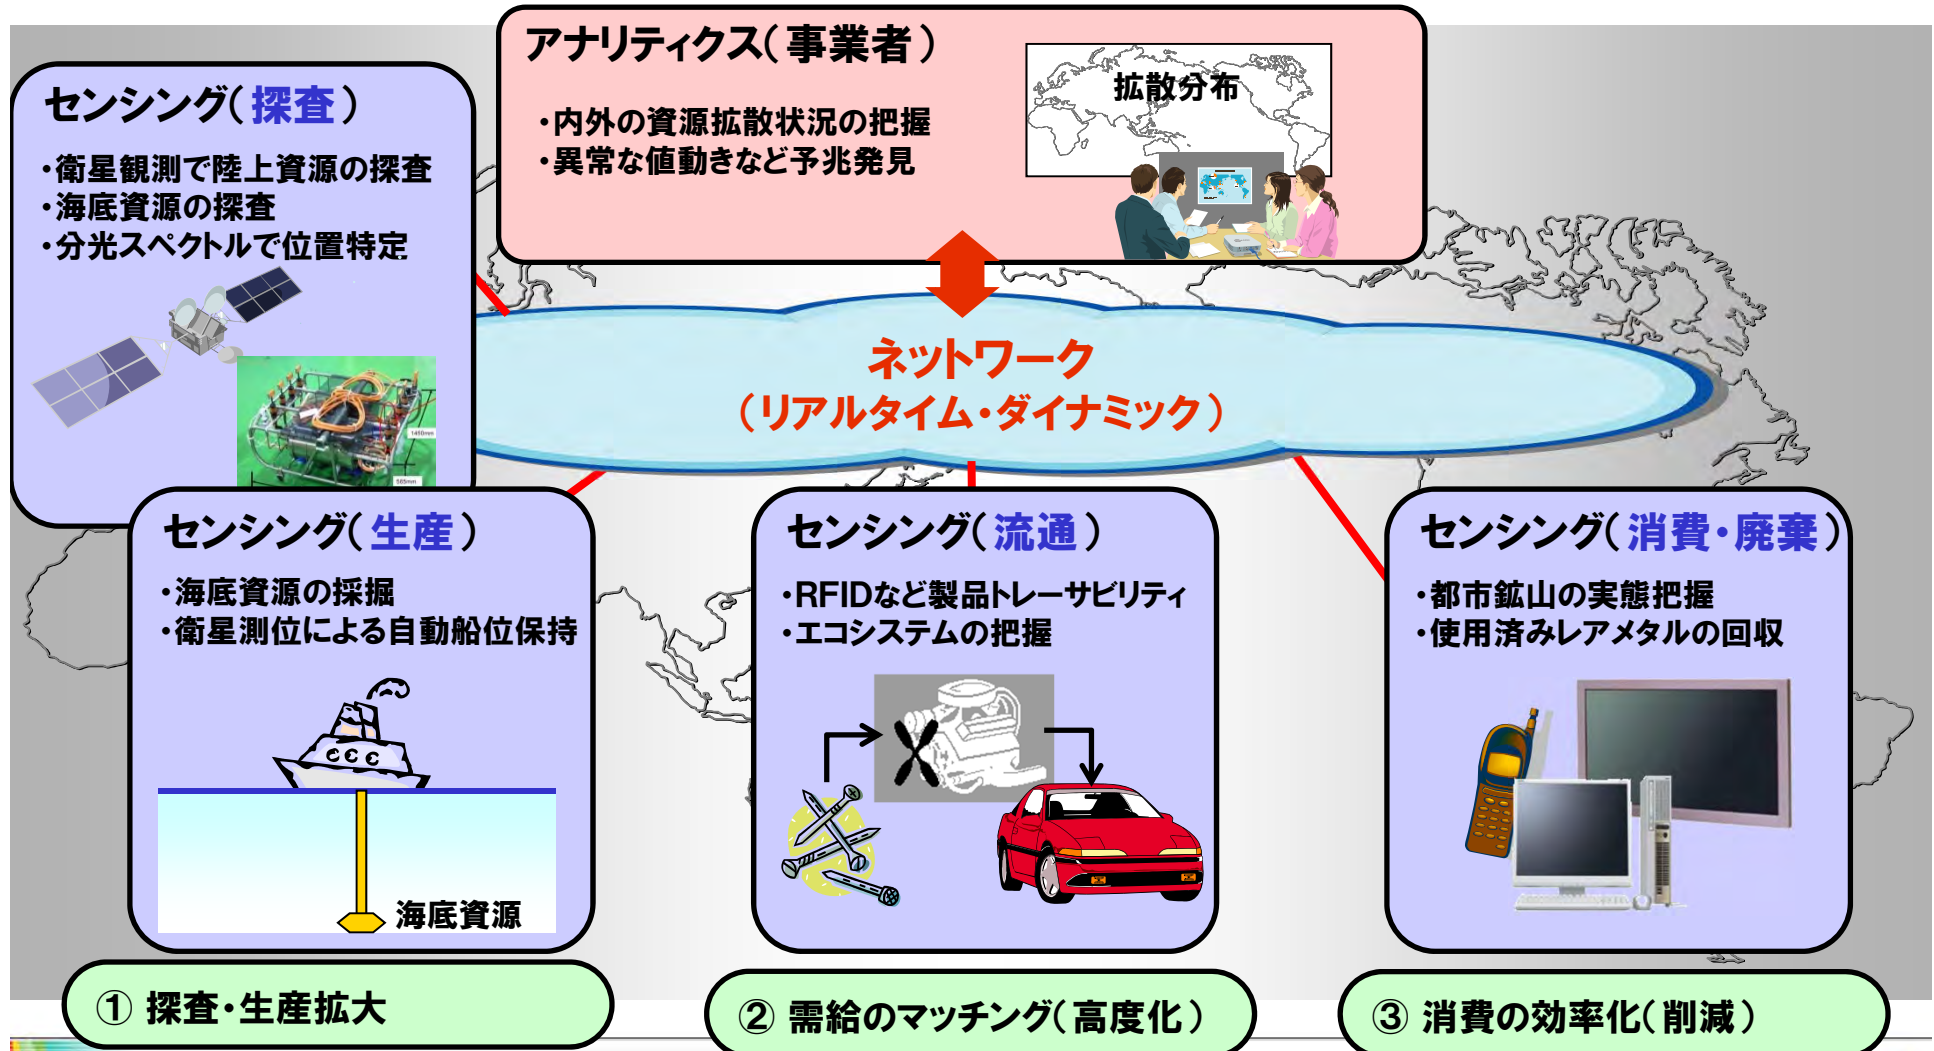 アナリティクス(事業者)
・内外の資源拡散状況の把握
・異常な値動きなど予兆発見
拡散分布
センシング(探査)
・衛星観測で陸上資源の探査
・海底資源の探査
・分光スペクトルで位置特定
1450mm
565mm
ネットワーク
(リアルタイム・ダイナミック)
センシング(生産)
・海底資源の採掘
・衛星測位による自動船位保持
海底資源
センシング(流通)
・RFIDなど製品トレーサビリティ
・エコシステムの把握
センシング(消費・廃棄)
・都市鉱山の実態把握
・使用済みレアメタルの回収
① 探査・生産拡大
② 需給のマッチング(高度化)
③ 消費の効率化(削減)